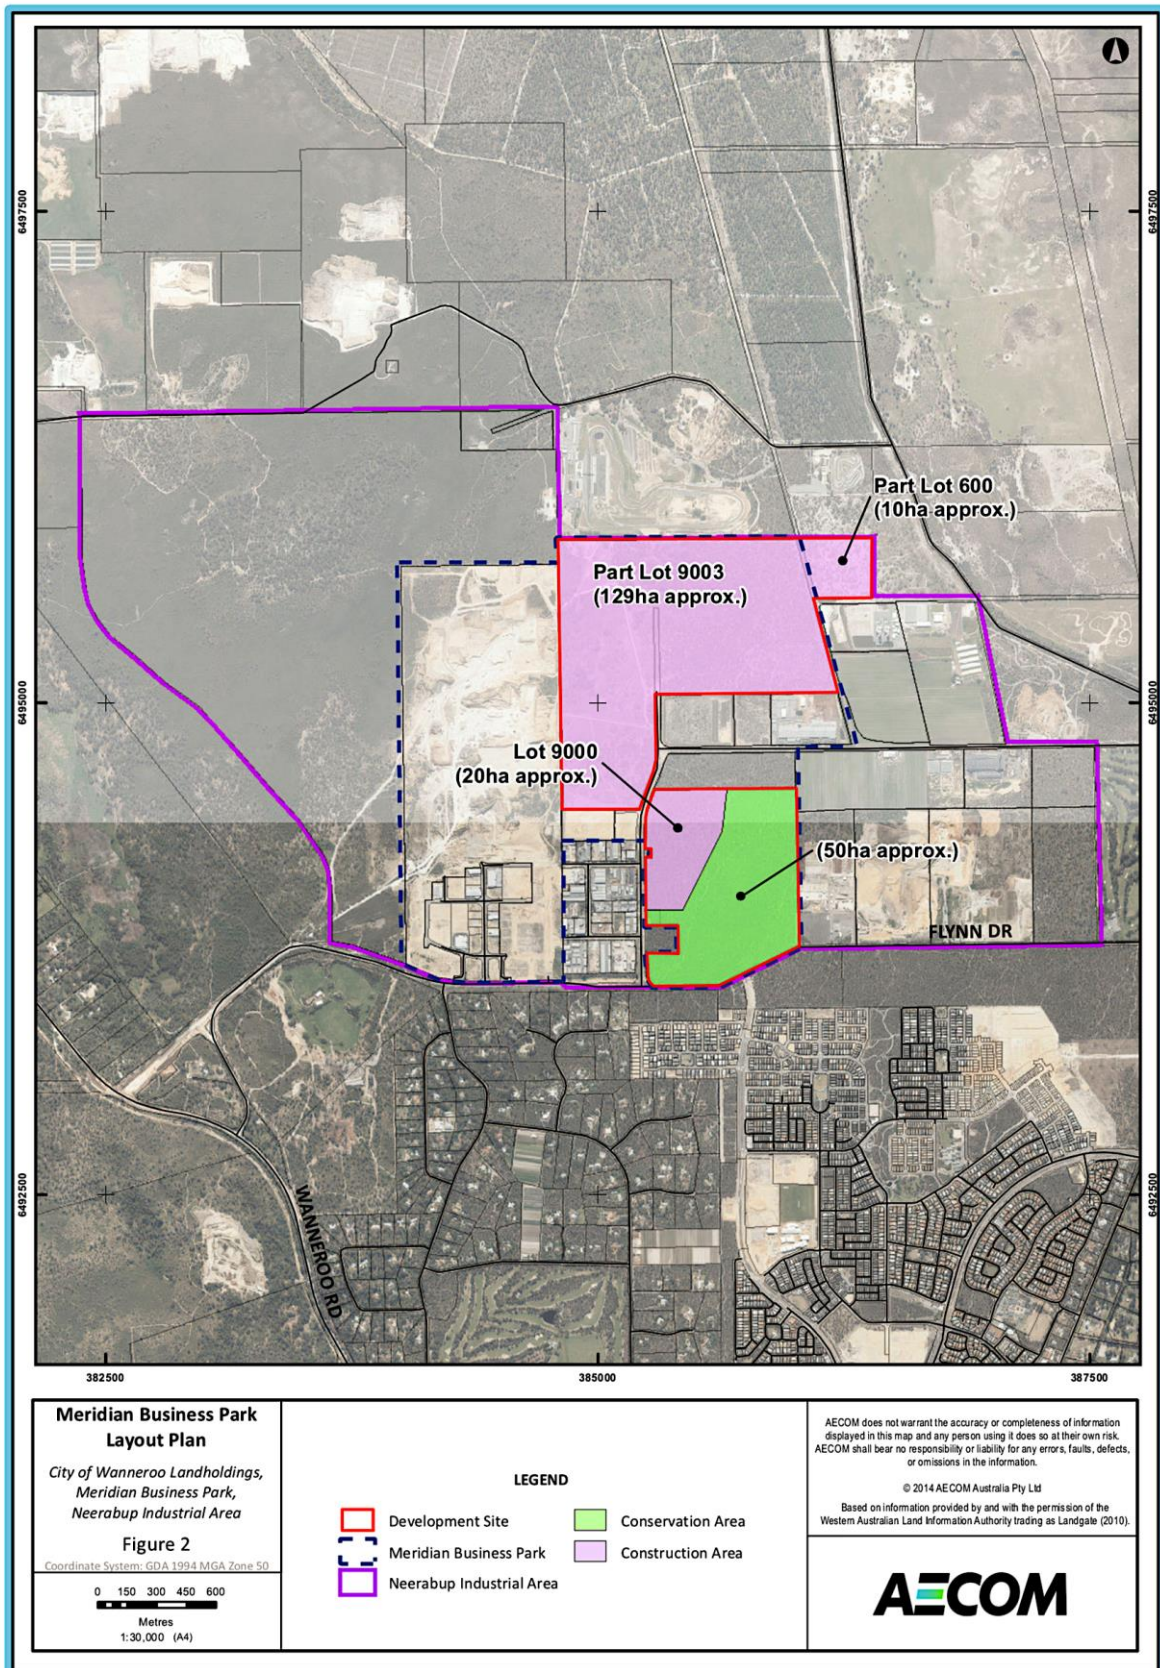 6497500
6497500
Part Lot 600
(10ha approx.)
Part Lot 9003
(129ha approx.)
6495000
6495000
Lot 9000
(20ha approx.)
(50ha approx.)
FLYNN DR
6492500
6492500
WANNEROO RD
382500
385000
387500
Meridian Business Park
Layout Plan
City of Wanneroo Landholdings,
Meridian Business Park,
Neerabup Industrial Area
Figure 2
Coordinate System: GDA 1994 MGA Zone 50
0 150 300 450 600
Metres
1:30,000 (A4)
LEGEND
Development Site
Conservation Area
Meridian Business Park
Construction Area
Neerabup Industrial Area
AECOM does not warrant the accuracy or completeness of information
displayed in this map and any person using it does so at their own risk.
AECOM shall bear no responsibility or liability for any errors, faults, defects,
or omissions in the information.
© 2014 AECOM Australia Pty Ltd
Based on information provided by and with the permission of the
Western Australian Land Information Authority trading as Landgate (2010).
AECOM